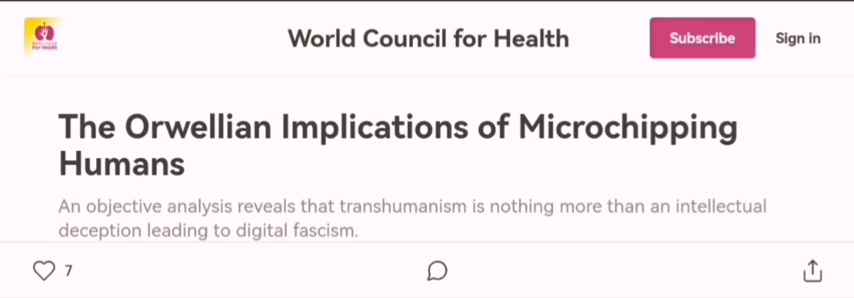 World Council for Health
Subscribe
Sign in
The Orwellian Implications of Microchipping
Humans
An objective analysis reveals that transhumanism is nothing more than an intellectual
deception leading to digital fascism.
7